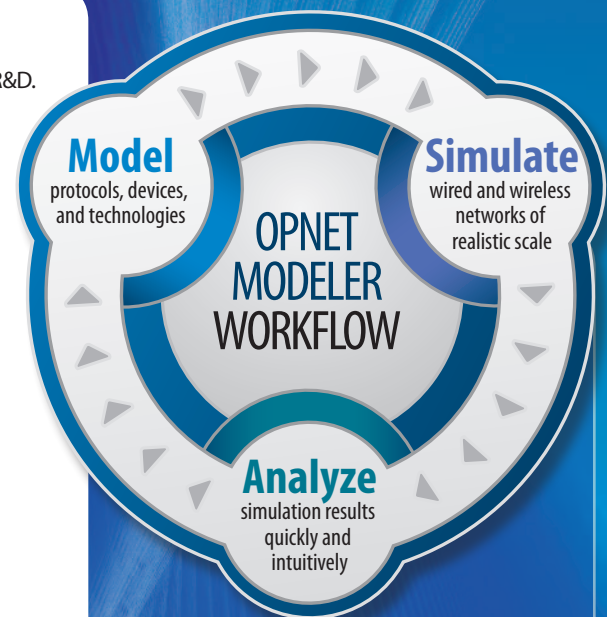 R&D.
Model
protocols, devices,
and technologies
Simulate
wired and wireless
networks of
realistic scale
OPNET
MODELER
WORKFLOW
Analyze
simulation results
quickly and
intuitively